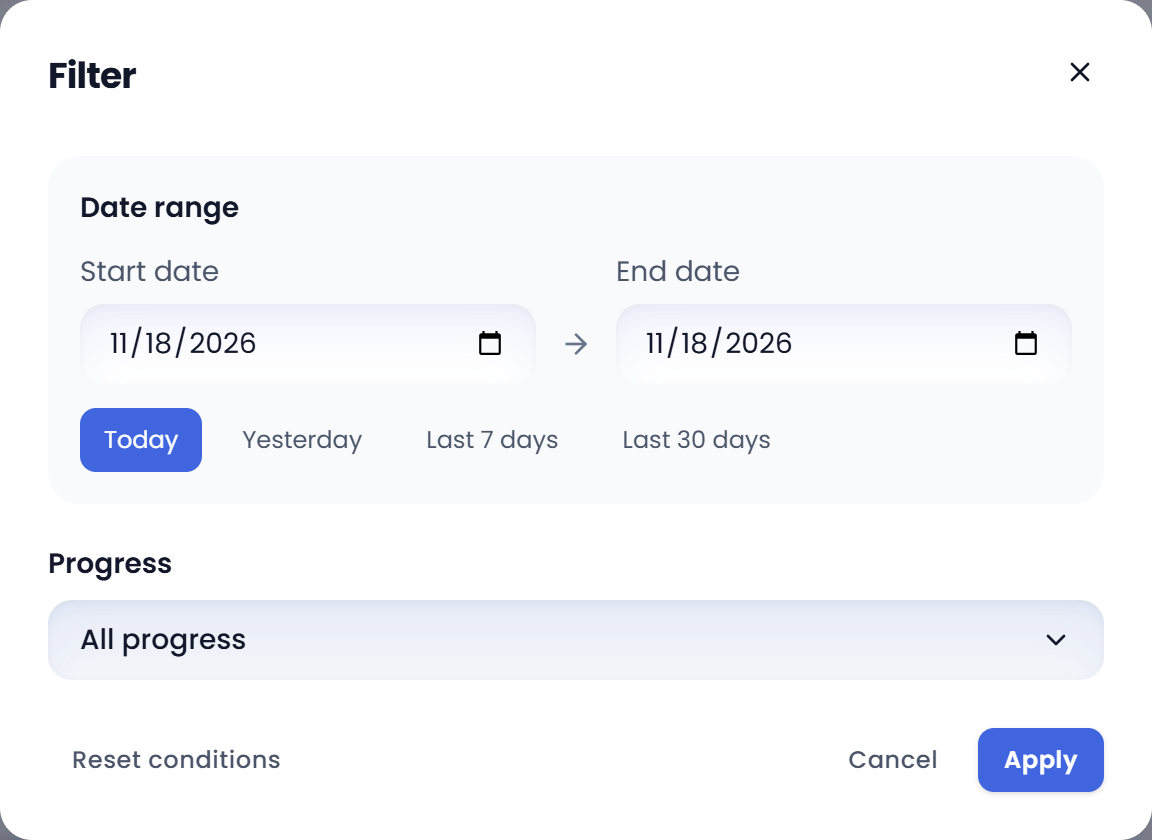 Filter
Date range
Start date
End date
11/18/2026
11/18/2026
Today
Yesterday
Last 7 days
Last 30 days
Progress
All progress
Reset conditions
Cancel
Apply